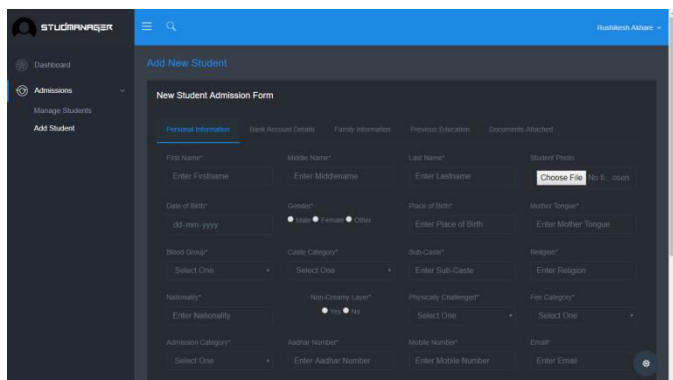 STUDMANAGER
Rushikesh Akhare
Dashboard
Admissions
Manage Students
Add Student
Add New Student
New Student Admission Form
Personal Information Bank Account Details Family Information Previous Education Documents Attached
First Name* Middle Name* Last Name* Student Photo
Enter Firstname Enter Middlename Enter Lastname Choose File No fi...osen
Date of Birth* Gender* Place of Birth* Mother Tongue*
dd-mm-yyyy Male Female Other Enter Place of Birth Enter Mother Tongue
Blood Group* Caste Category* Sub-Caste* Religion*
Select One Select One Enter Sub-Caste Enter Religion
Nationality* Non-Creamy Layer* Physically Challenged* Fee Category*
Enter Nationality Yes No Select One Select One
Admission Category* Aadhar Number* Mobile Number* Email*
Select One Enter Aadhar Number Enter Mobile Number Enter Email